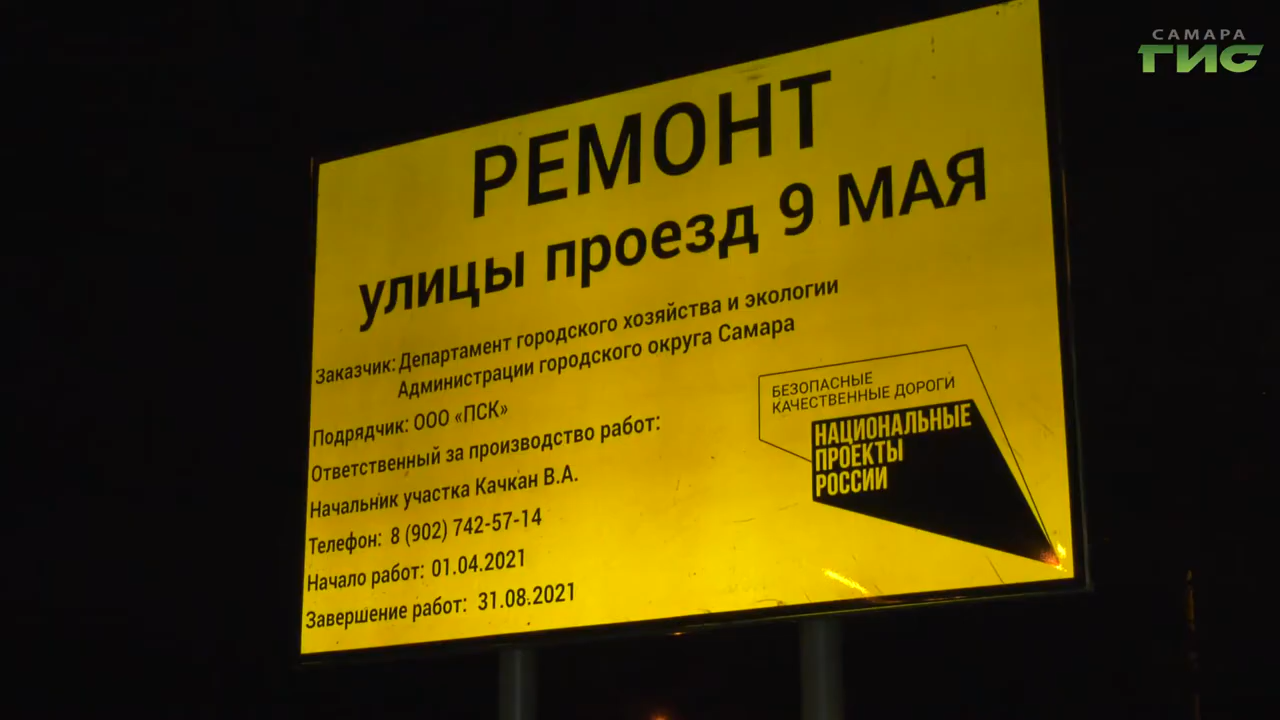 САМАРА
ГИС
РЕМОНТ
улицы проезд 9 МАЯ
Заказчик: Департамент городского хозяйства и экологии
Администрации городского округа Самара
Подрядчик: ООО «ПСК»
Ответственный за производство работ:
Начальник участка Качкан В.А.
Телефон: 8 (902) 742-57-14
Начало работ: 01.04.2021
Завершение работ: 31.08.2021
БЕЗОПАСНЫЕ
КАЧЕСТВЕННЫЕ ДОРОГИ
НАЦИОНАЛЬНЫЕ
ПРОЕКТЫ
РОССИИ